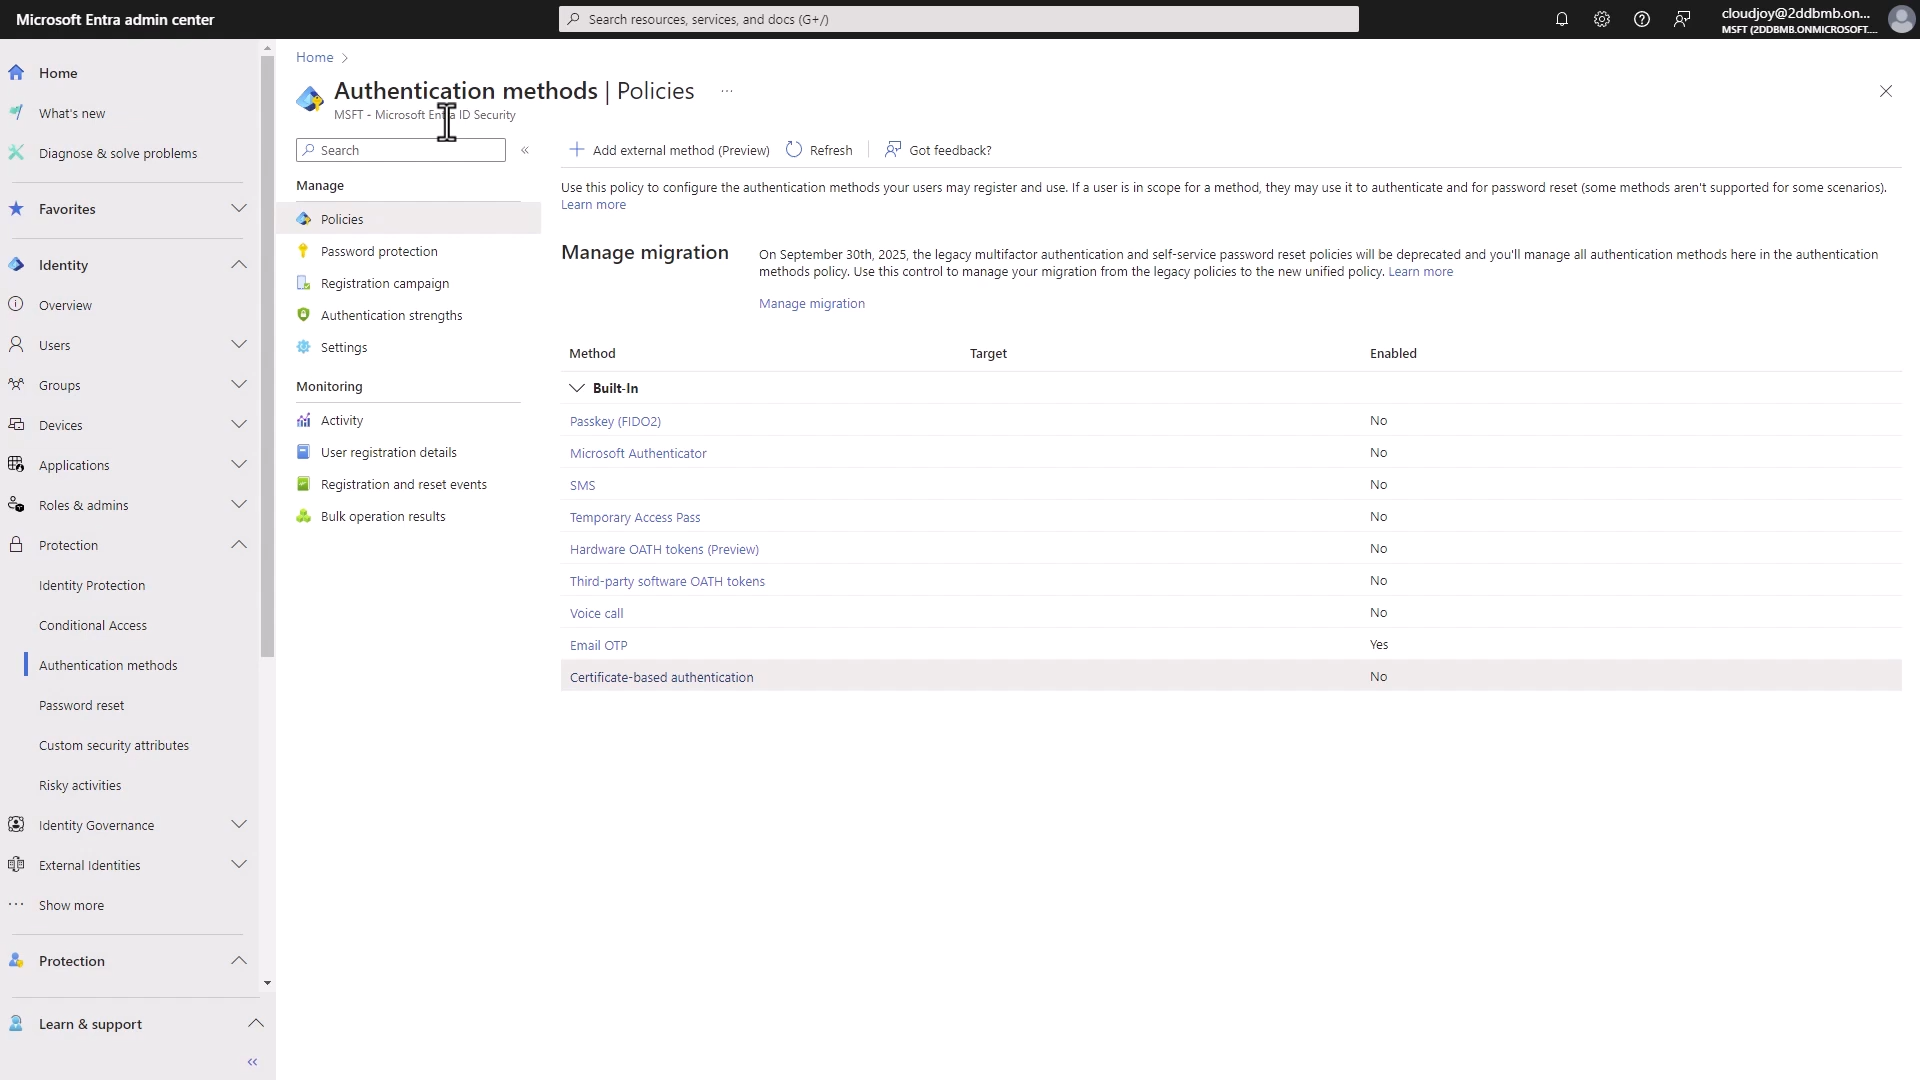 Microsoft Entra admin center
Search resources, services, and docs (G+/)
cloudjoy@2ddbmb.on...
MSFT (2DDBMB.ONMICROSOFT....
Home
What's new
Diagnose & solve problems
Favorites
Identity
Overview
Users
Groups
Devices
Applications
Roles & admins
Protection
Identity Protection
Conditional Access
Authentication methods
Password reset
Custom security attributes
Risky activities
Identity Governance
External Identities
Show more
Protection
Learn & support
Home
Authentication methods | Policies
MSFT - Microsoft Entra ID Security
Search
Manage
Policies
Password protection
Registration campaign
Authentication strengths
Settings
Monitoring
Activity
User registration details
Registration and reset events
Bulk operation results
Add external method (Preview)
Refresh
Got feedback?
Use this policy to configure the authentication methods your users may register and use. If a user is in scope for a method, they may use it to authenticate and for password reset (some methods aren't supported for some scenarios).
Learn more
Manage migration
On September 30th, 2025, the legacy multifactor authentication and self-service password reset policies will be deprecated and you'll manage all authentication methods here in the authentication
methods policy. Use this control to manage your migration from the legacy policies to the new unified policy. Learn more
Manage migration
Method Target Enabled
Built-In
Passkey (FIDO2) No
Microsoft Authenticator No
SMS No
Temporary Access Pass No
Hardware OATH tokens (Preview) No
Third-party software OATH tokens No
Voice call No
Email OTP Yes
Certificate-based authentication No